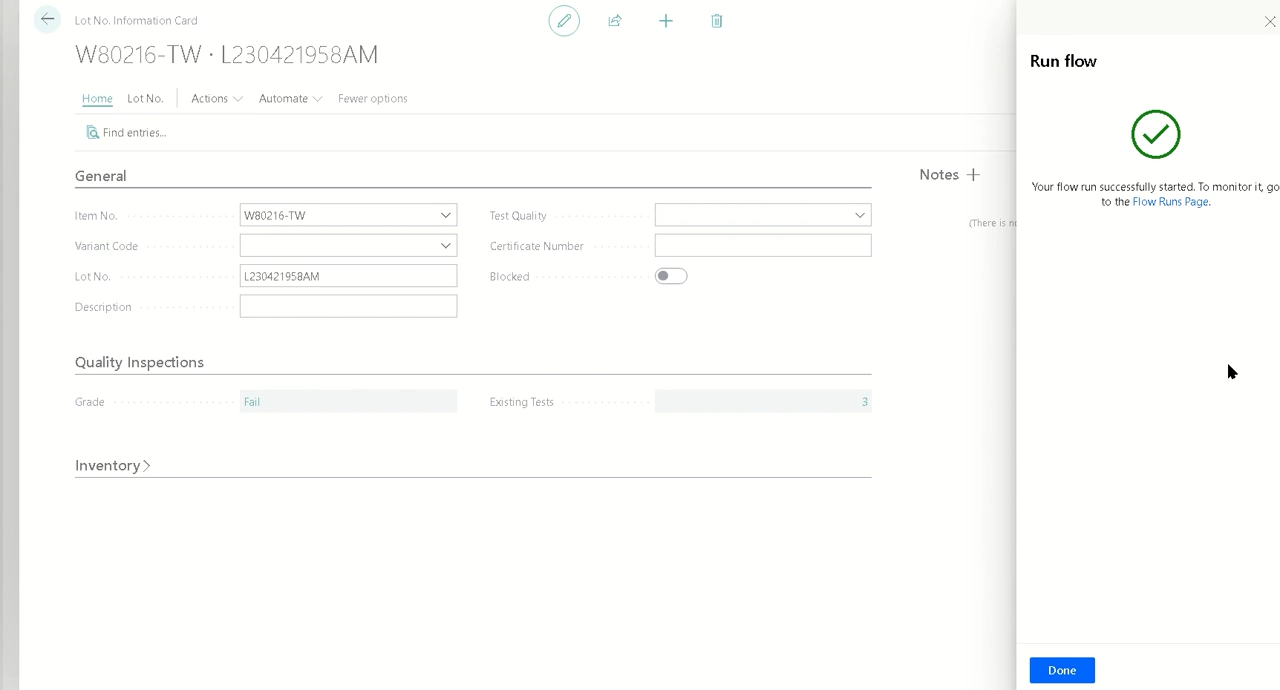 Lot No. Information Card
W80216-TW · L230421958AM
Home Lot No. Actions Automate Fewer options
Find entries...
General
Item No. W80216-TW
Variant Code
Lot No. L230421958AM
Description
Test Quality
Certificate Number
Blocked
Quality Inspections
Grade Fail
Existing Tests 3
Inventory
Notes
(There is
Run flow
Your flow run successfully started. To monitor it, go
to the Flow Runs Page.
Done